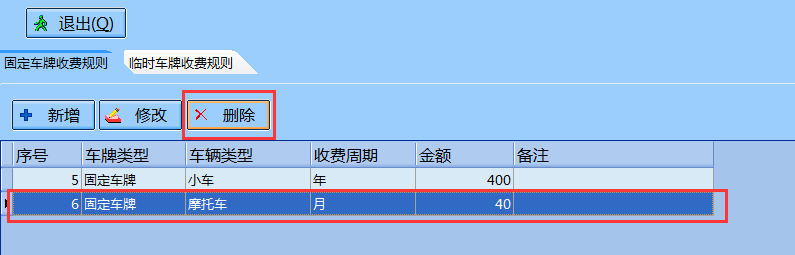 退出(Q)
固定车牌收费规则 临时车牌收费规则
新增 修改 删除
序号 车牌类型 车辆类型 收费周期 金额 备注
5 固定车牌 小车 年 400
6 固定车牌 摩托车 月 40